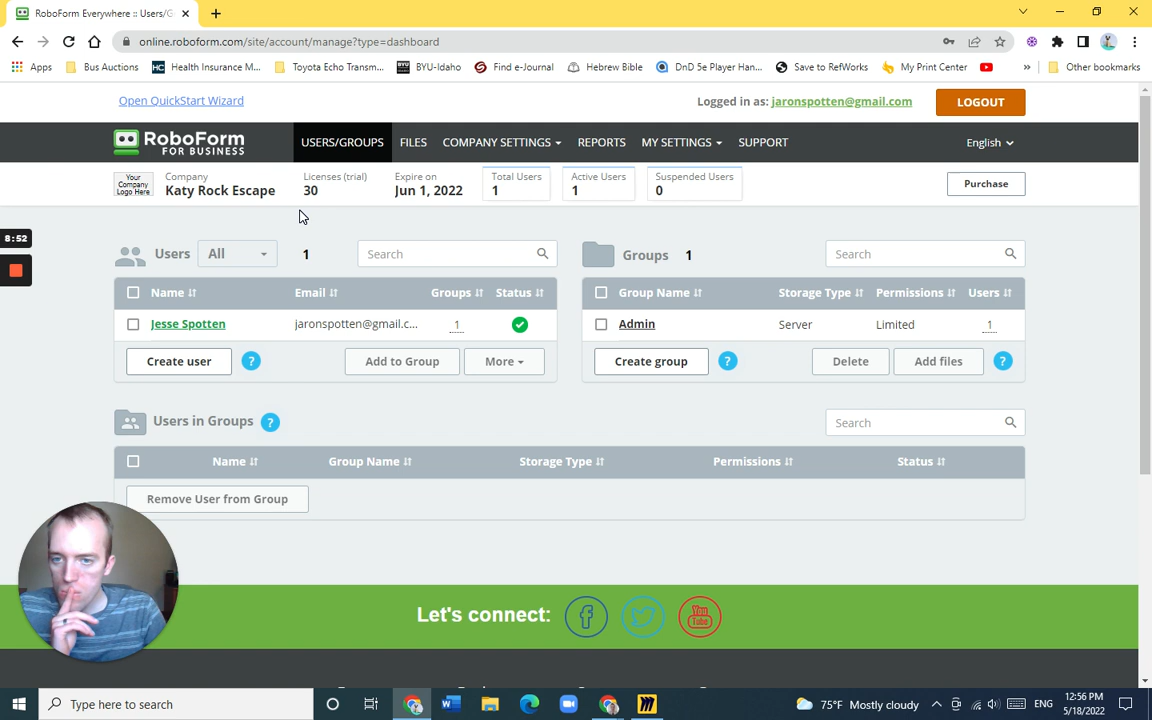 RoboForm Everywhere :: Users/G
online.roboform.com/site/account/manage?type=dashboard
Apps Bus Auctions HC Health Insurance M... Toyota Echo Transm... BYU-Idaho Find e-Journal Hebrew Bible DnD 5e Player Han... Save to RefWorks My Print Center » Other bookmarks
Open QuickStart Wizard
Logged in as: jaronspotten@gmail.com LOGOUT
ROBOFORM FOR BUSINESS USERS/GROUPS FILES COMPANY SETTINGS REPORTS MY SETTINGS SUPPORT English
Your Company Logo Here
Company Licenses (trial) Expire on Total Users Active Users Suspended Users
Katy Rock Escape 30 Jun 1, 2022 1 1 0 Purchase
8:52
Users All 1 Search Groups 1 Search
Name Email Groups Status Group Name Storage Type Permissions Users
Jesse Spotten jaronspotten@gmail.c... 1 Admin Server Limited 1
Create user ? Add to Group More Create group ? Delete Add files ?
Users in Groups ? Search
Name Group Name Storage Type Permissions Status
Remove User from Group
Let's connect:
You Tube
Type here to search 75°F Mostly cloudy ENG 12:56 PM
5/18/2022